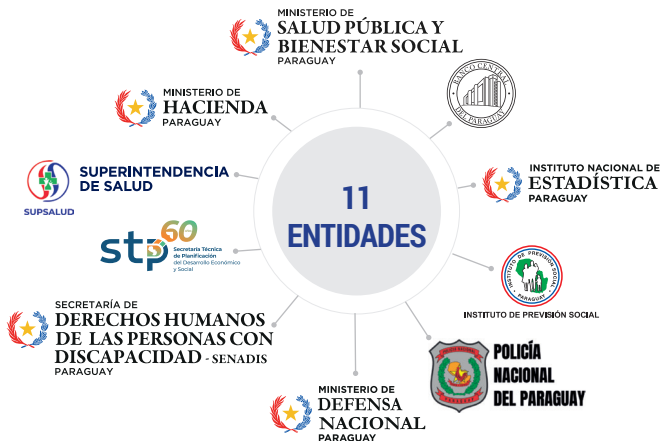 MINISTERIO DE
SALUD PÚBLICA Y
BIENESTAR SOCIAL
PARAGUAY
BANCO CENTRAL
DEL PARAGUAY
MINISTERIO DE
HACIENDA
PARAGUAY
SUPERINTENDENCIA
DE SALUD
SUPSALUD
INSTITUTO NACIONAL DE
ESTADÍSTICA
PARAGUAY
11
ENTIDADES
stp 60
Secretaría Técnica
de Planificación
del Desarrollo Económico
y Social
INSTITUTO DE PREVISIÓN SOCIAL
PARAGUAY
INSTITUTO DE PREVISIÓN SOCIAL
SECRETARÍA DE
DERECHOS HUMANOS
DE LAS PERSONAS CON
DISCAPACIDAD - SENADIS
PARAGUAY
POLICÍA
NACIONAL
DEL PARAGUAY
MINISTERIO DE
DEFENSA
NACIONAL
PARAGUAY